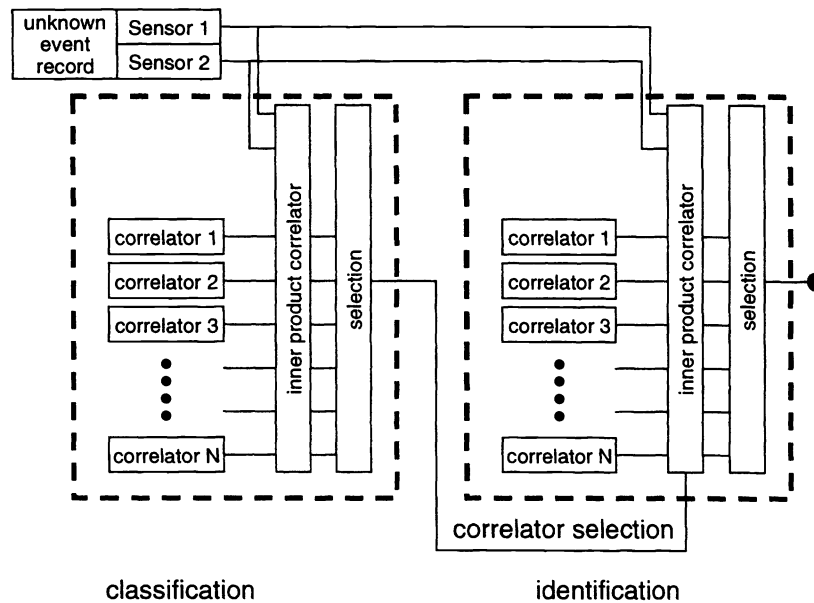 unknown
event
record
Sensor 1
Sensor 2
correlator 1
correlator 2
correlator 3
correlator N
inner product correlator
selection
correlator 1
correlator 2
correlator 3
correlator N
inner product correlator
selection
correlator selection
classification
identification